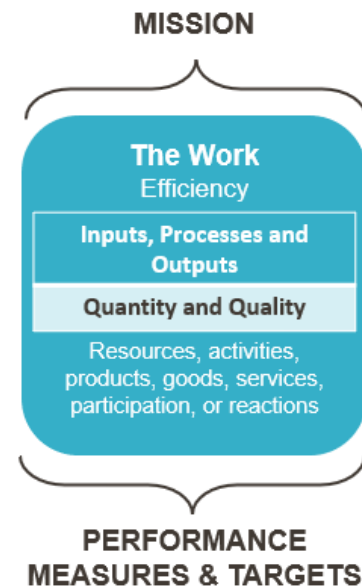 MISSION
The Work
Efficiency
Inputs, Processes and
Outputs
Quantity and Quality
Resources, activities,
products, goods, services,
participation, or reactions
PERFORMANCE
MEASURES & TARGETS